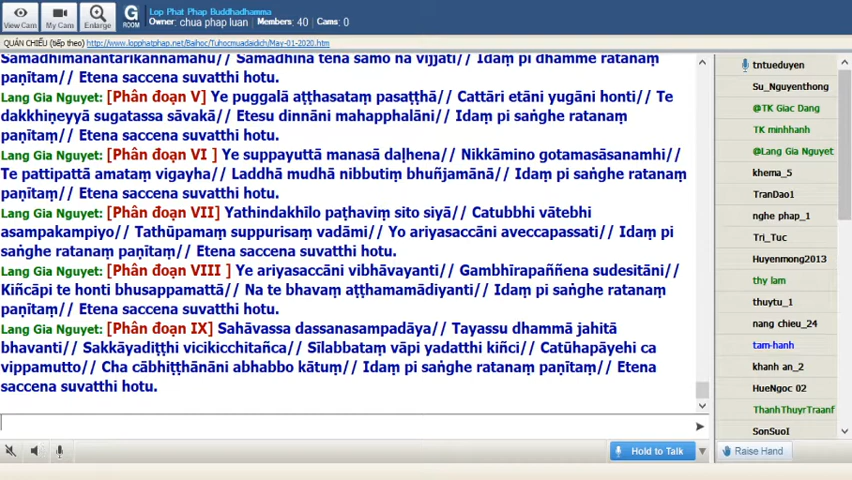 Lop Phat Phap Buddhadhamma
Owner: chua phap luan Members: 40 Cams: 0
View Cam
My Cam
Enlarge
G
ROOM
QUÁN CHIẾU (tiếp theo) http://www.lopphatphap.net/Baihoc/Tuhocmuadaidich/May-01-2020.htm
Samādhimānantarikaññamāhu// Samādhinā tena samo na vijjati// Idaṃ pi dhamme ratanaṃ
paṇītaṃ// Etena saccena suvatthi hotu.
Lang Gia Nguyet: [Phân đoạn V] Ye puggalā aṭṭhasataṃ pasaṭṭhā// Cattāri etāni yugāni honti// Te
dakkhiṇeyyā sugatassa sāvakā// Etesu dinnāni mahapphalāni// Idaṃ pi saṅghe ratanaṃ
paṇītaṃ// Etena saccena suvatthi hotu.
Lang Gia Nguyet: [Phân đoạn VI ] Ye suppayuttā manasā daḷhena// Nikkāmino gotamasāsanamhi//
Te pattipattā amataṃ vigayha// Laddhā mudhā nibbutiṃ bhuñjamānā// Idaṃ pi saṅghe ratanaṃ
paṇītaṃ// Etena saccena suvatthi hotu.
Lang Gia Nguyet: [Phân đoạn VII] Yathindakhīlo paṭhaviṃ sito siyā// Catubbhi vātebhi
asampakampiyo// Tathūpamaṃ suppurisaṃ vadāmi// Yo ariyasaccāni aveccapassati// Idaṃ pi
saṅghe ratanaṃ paṇītaṃ// Etena saccena suvatthi hotu.
Lang Gia Nguyet: [Phân đoạn VIII ] Ye ariyasaccāni vibhāvayanti// Gambhīrapaññena sudesitāni//
Kiñcāpi te honti bhusappamattā// Na te bhavaṃ aṭṭhamamādiyanti// Idaṃ pi saṅghe ratanaṃ
paṇītaṃ// Etena saccena suvatthi hotu.
Lang Gia Nguyet: [Phân đoạn IX] Sahāvassa dassanasampadāya// Tayassu dhammā jahitā
bhavanti// Sakkāyadiṭṭhi vicikicchitañca// Sīlabbataṃ vāpi yadatthi kiñci// Catūhapāyehi ca
vippamutto// Cha cābhiṭṭhānāni abhabbo kātuṃ// Idaṃ pi saṅghe ratanaṃ paṇītaṃ// Etena
saccena suvatthi hotu.
tntueduyen
Su_Nguyenthong
@TK Giac Dang
TK minhhanh
@Lang Gia Nguyet
khema_5
TranDao1
nghe phap_1
Tri_Tuc
Huyenmong2013
thy lam
thuytu_1
nang chieu_24
tam-hanh
khanh an_2
HueNgoc 02
ThanhThuyrTraanf
SonSuoI
Hold to Talk
Raise Hand